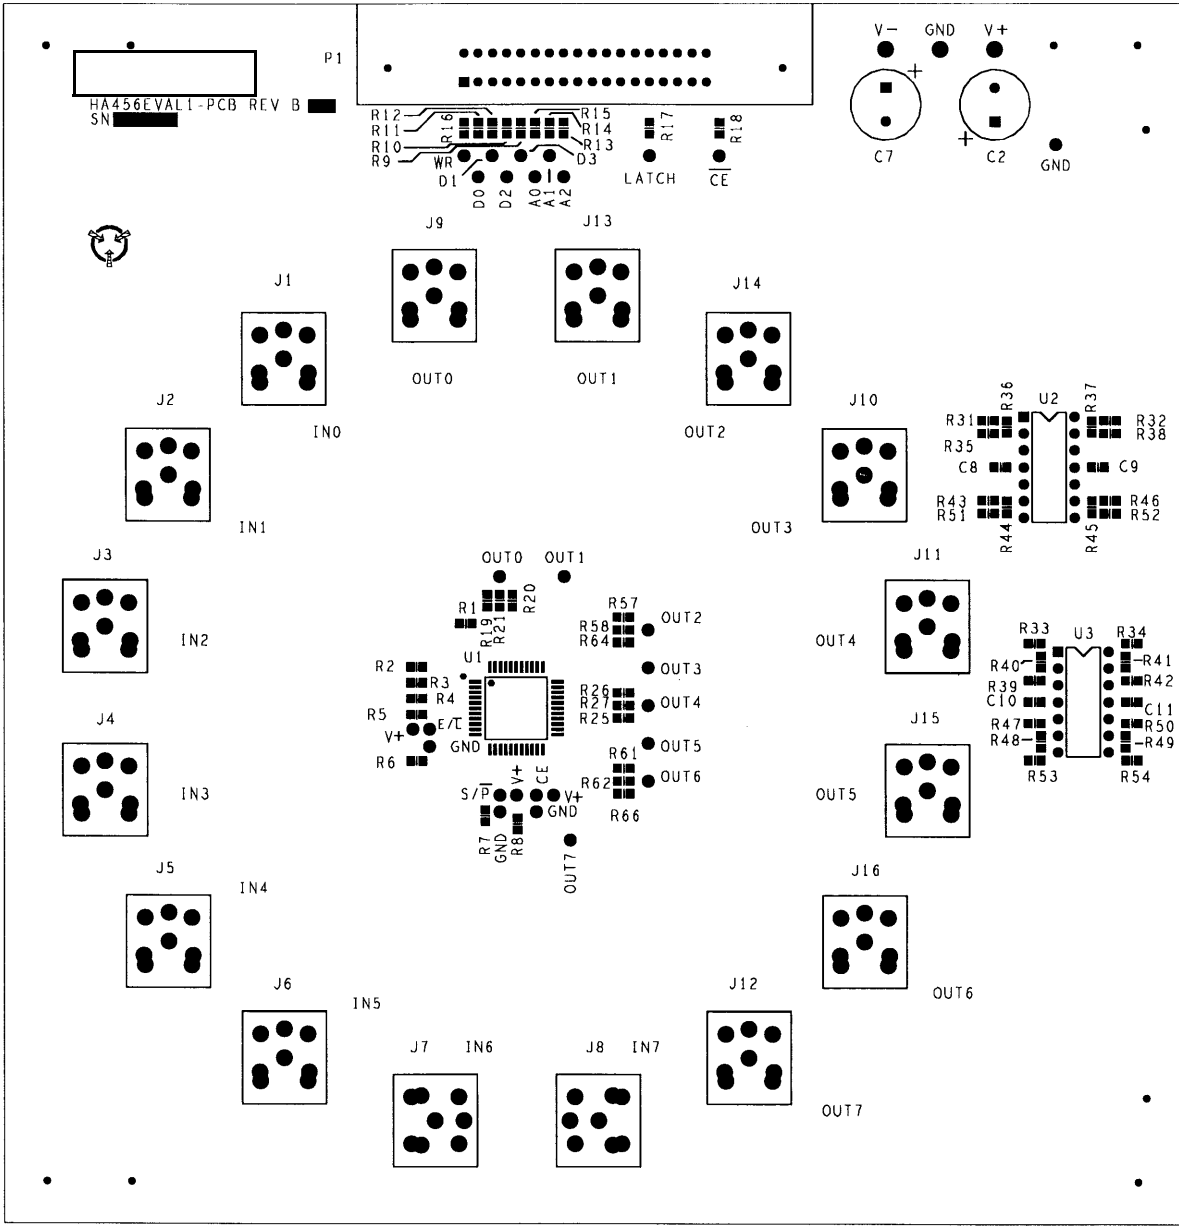 V- GND V+
P1
HA456EVAL1-PCB REV B
SN
R12 R16 R15 R17 R18
R11 R14
R10 R13
R9 WR D3
D1 D0 D2 A0 A1 A2
LATCH CE
C7 C2 GND
J9 J13
J1 J14
OUT0 OUT1
J2 J10
IN0 OUT2
R36 U2 R37
R31 R32
R38
R35
C8 C9
R43 R46
R51 R52
R44 R45
IN1 OUT3
J3 J11
OUT0 OUT1
R1 R19 R21 R20
R57
R58 OUT2
R64
IN2 OUT4
R33 U3 R34
R40 R41
R39 R42
C10 C11
R47 R50
R48 R49
R53 R54
U1
R2 OUT3
R3
R4 R26
R27 OUT4
R5 R25
E/L
V+ GND OUT5
R6 R61
R62 OUT6
R66
S/P V+ CE V+
GND
R7 GND R8
OUT7
J4 J15
IN3 OUT5
J5 J16
IN4
J6 J12
IN5 OUT6
J7 IN6 J8 IN7
OUT7